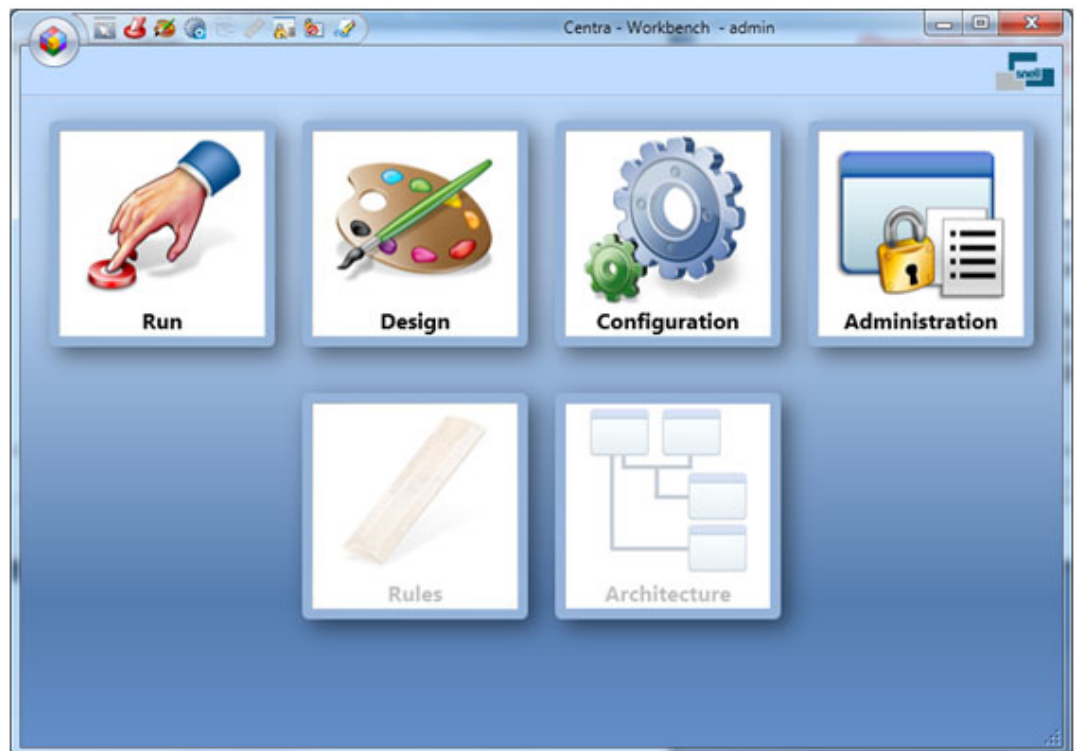 Centra - Workbench - admin
snell
Run
Design
Configuration
Administration
Rules
Architecture